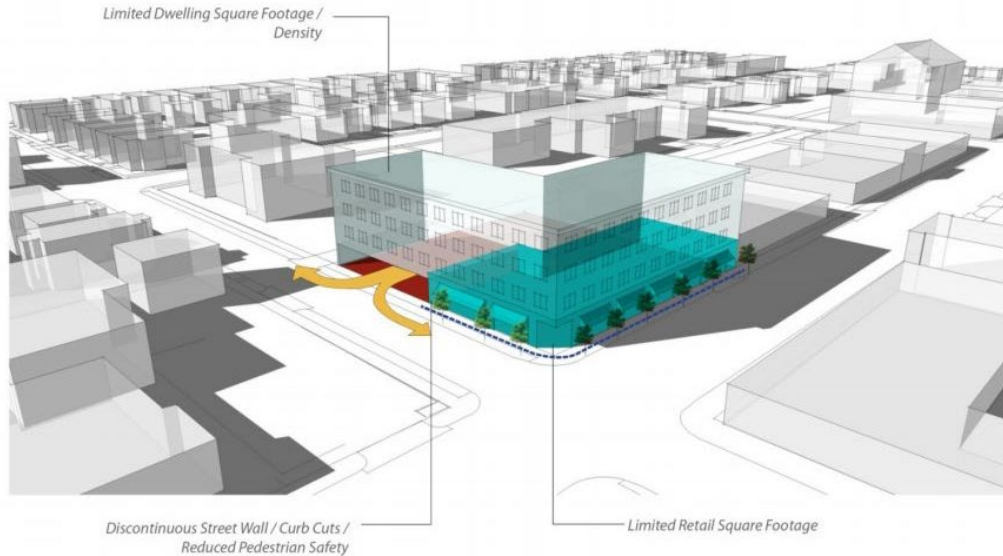 Limited Dwelling Square Footage /
Density
Discontinuous Street Wall / Curb Cuts /
Reduced Pedestrian Safety
Limited Retail Square Footage